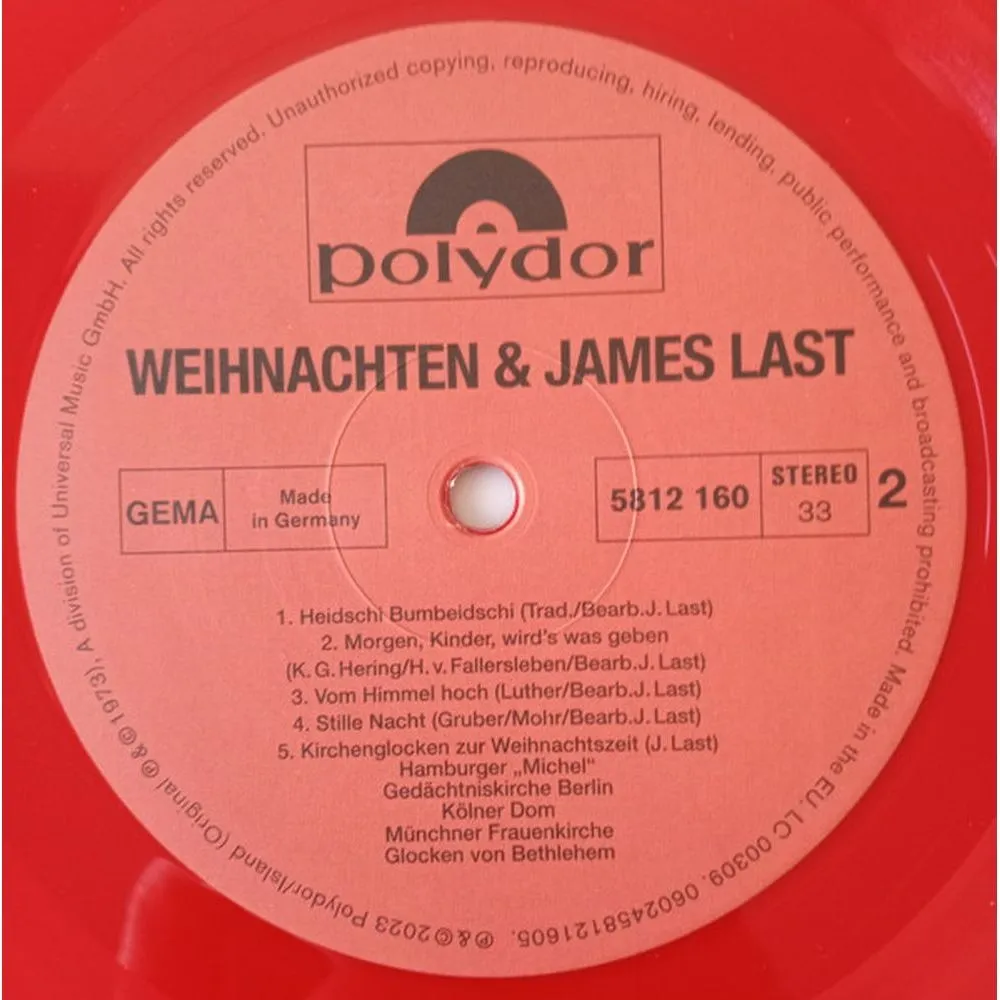 polydor
WEIHNACHTEN & JAMES LAST
GEMA
Made
in Germany
5812 160
STEREO
33
2
1. Heidschi Bumbeidschi (Trad./Bearb.J. Last)
2. Morgen, Kinder, wird's was geben
(K. G. Hering/H. v. Fallersleben/Bearb.J. Last)
3. Vom Himmel hoch (Luther/Bearb.J. Last)
4. Stille Nacht (Gruber/Mohr/Bearb.J. Last)
5. Kirchenglocken zur Weihnachtszeit (J. Last)
Hamburger „Michel"
Gedächtniskirche Berlin
Kölner Dom
Münchner Frauenkirche
Glocken von Bethlehem
℗&©2023 Polydor/Island (Original ℗&©1973), A division of Universal Music GmbH. All rights reserved. Unauthorized copying, reproducing, hiring, lending, public performance and broadcasting prohibited. Made in the EU. LC 00309. 0602458121605.